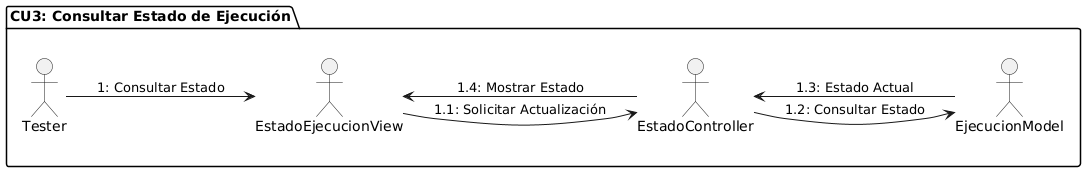 CU3: Consultar Estado de Ejecución
1: Consultar Estado
1.4: Mostrar Estado
1.3: Estado Actual
1.1: Solicitar Actualización
1.2: Consultar Estado
Tester
EstadoEjecucionView
EstadoController
EjecucionModel